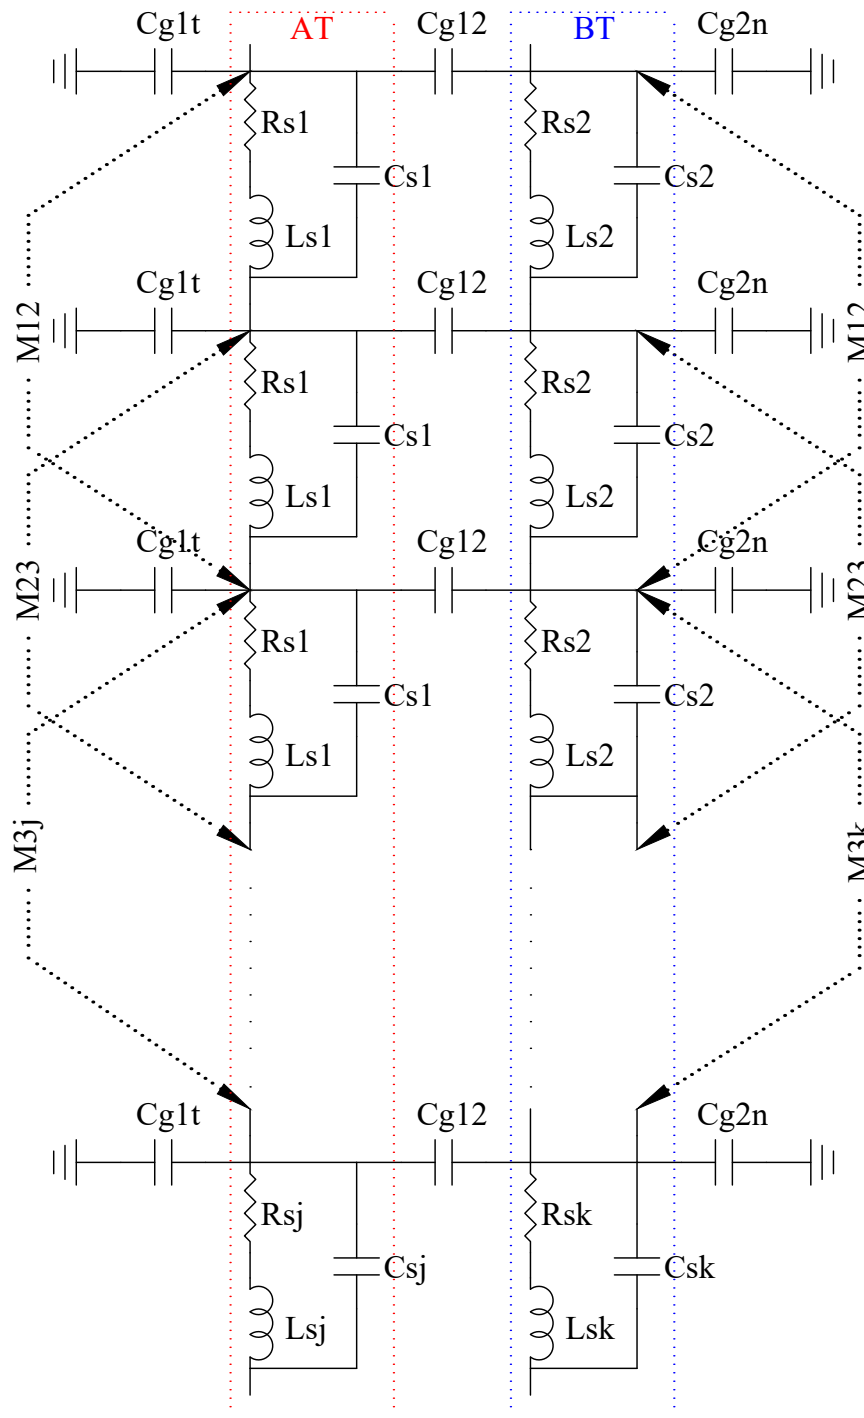 Cg1t AT Cg12 BT Cg2n
Rs1 Rs2
Cs1 Cs2
Ls1 Ls2
Cg1t Cg12 Cg2n
M12 M12
Rs1 Rs2
Cs1 Cs2
Ls1 Ls2
Cg1t Cg12 Cg2n
M23 M23
Rs1 Rs2
Cs1 Cs2
Ls1 Ls2
M3j M3k
Cg1t Cg12 Cg2n
Rsj Rsk
Csj Csk
Lsj Lsk